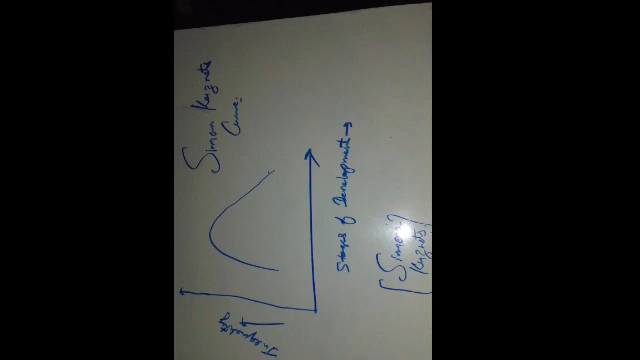 Simon Kuznets
Curve.
Inequality
Stages of Development →
[Simon
Kuznets]